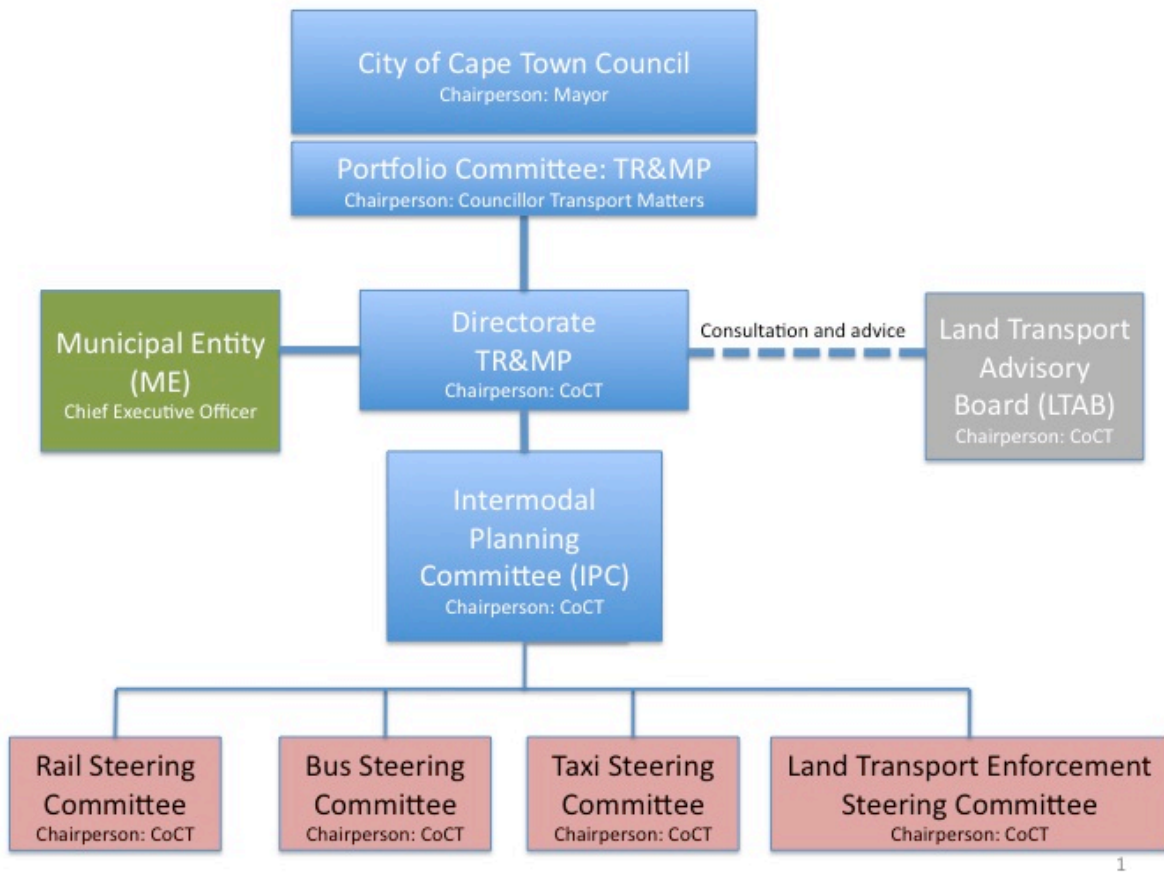 City of Cape Town Council
Chairperson: Mayor
Portfolio Committee: TR&MP
Chairperson: Councillor Transport Matters
Municipal Entity
(ME)
Chief Executive Officer
Directorate
TR&MP
Chairperson: CoCT
Consultation and advice
Land Transport
Advisory
Board (LTAB)
Chairperson: CoCT
Intermodal
Planning
Committee (IPC)
Chairperson: CoCT
Rail Steering
Committee
Chairperson: CoCT
Bus Steering
Committee
Chairperson: CoCT
Taxi Steering
Committee
Chairperson: CoCT
Land Transport Enforcement
Steering Committee
Chairperson: CoCT
1